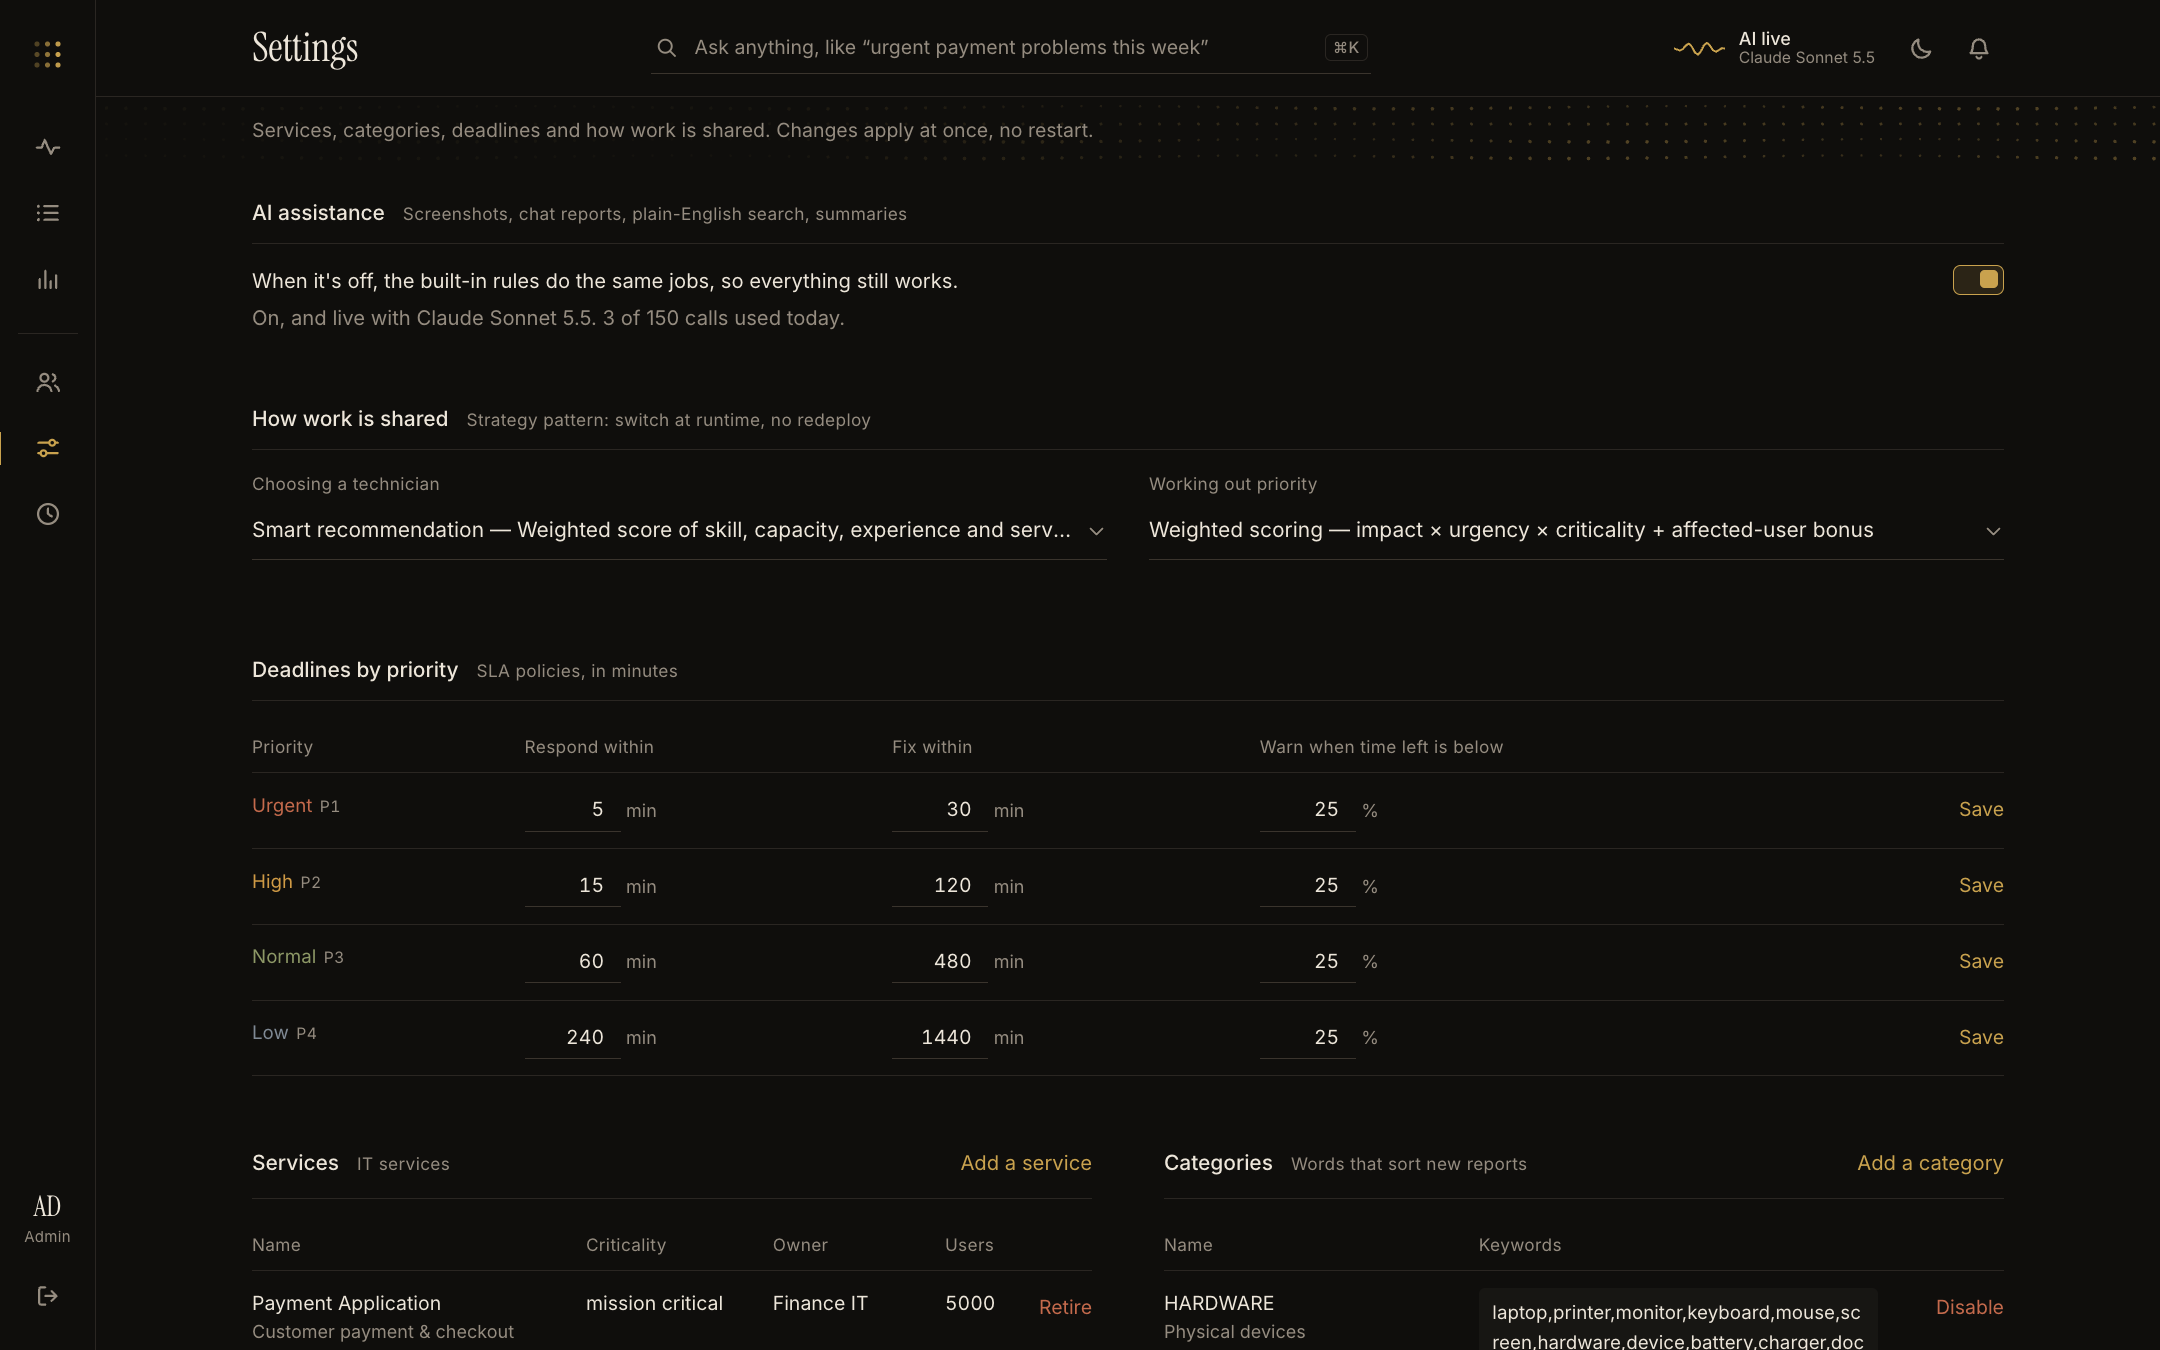 Settings
Ask anything, like “urgent payment problems this week”
⌘K
AI live
Claude Sonnet 5.5
Services, categories, deadlines and how work is shared. Changes apply at once, no restart.
AI assistance Screenshots, chat reports, plain-English search, summaries
When it's off, the built-in rules do the same jobs, so everything still works.
On, and live with Claude Sonnet 5.5. 3 of 150 calls used today.
How work is shared Strategy pattern: switch at runtime, no redeploy
Choosing a technician
Smart recommendation — Weighted score of skill, capacity, experience and serv...
Working out priority
Weighted scoring — impact × urgency × criticality + affected-user bonus
Deadlines by priority SLA policies, in minutes
Priority Respond within Fix within Warn when time left is below
Urgent P1 5 min 30 min 25 % Save
High P2 15 min 120 min 25 % Save
Normal P3 60 min 480 min 25 % Save
Low P4 240 min 1440 min 25 % Save
Services IT services Add a service
Name Criticality Owner Users
Payment Application mission critical Finance IT 5000 Retire
Customer payment & checkout
Categories Words that sort new reports Add a category
Name Keywords
HARDWARE laptop,printer,monitor,keyboard,mouse,sc Disable
Physical devices reen,hardware,device,battery,charger,doc
AD
Admin